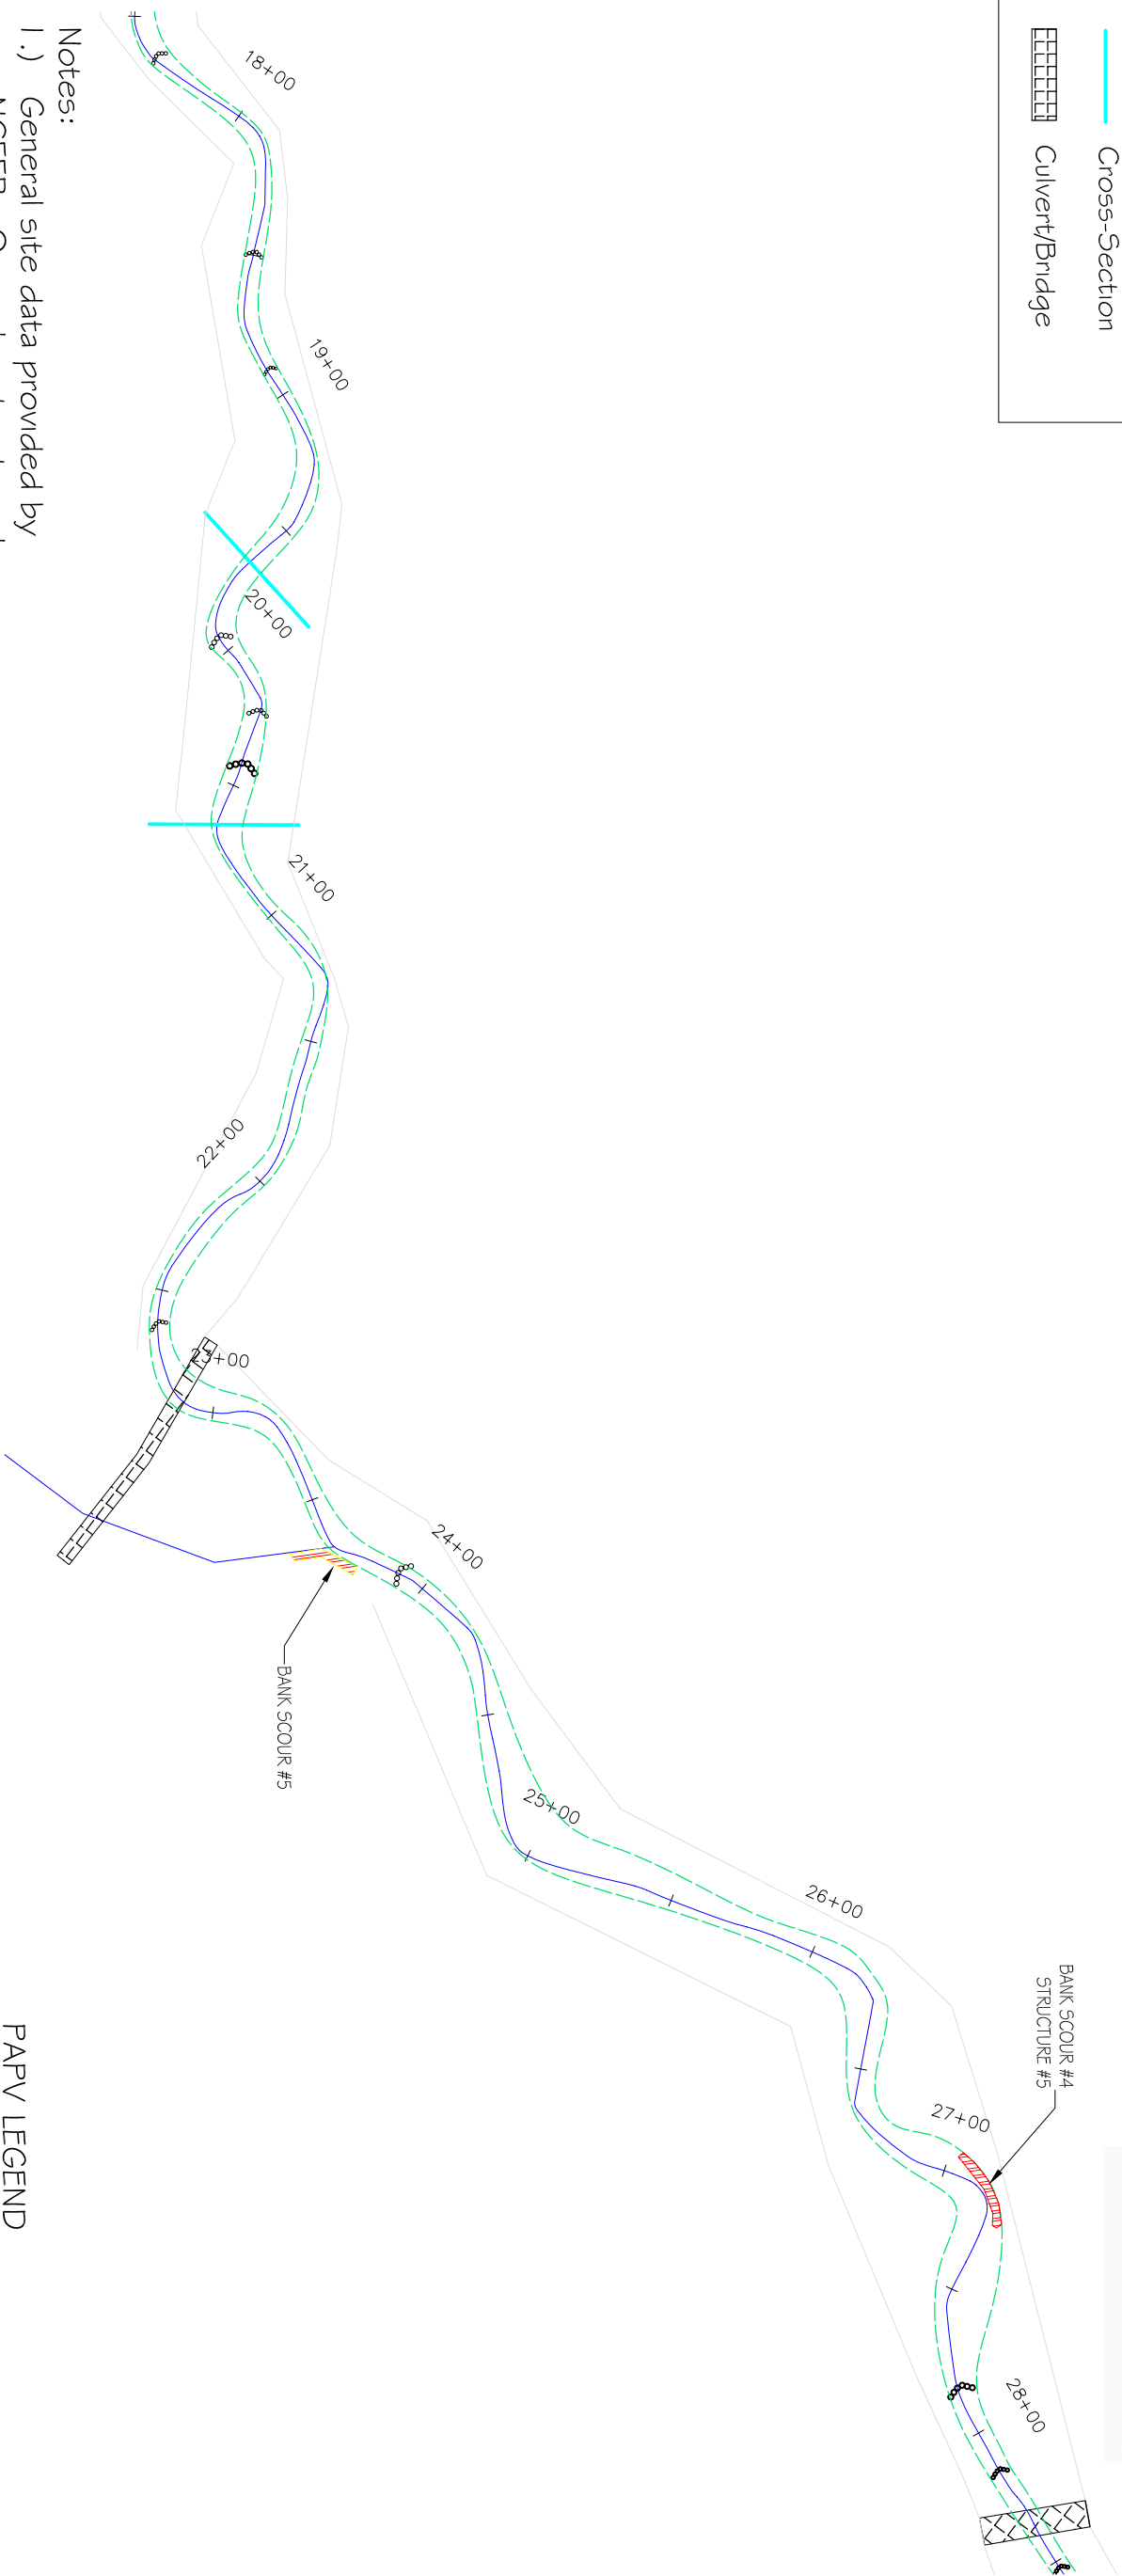 Cross-Section
Culvert/Bridge
18+00
19+00
20+00
21+00
22+00
23+00
24+00
25+00
26+00
27+00
28+00
BANK SCOUR #5
BANK SCOUR #4
STRUCTURE #5
Notes:
1.) General site data provided by
PAPV LEGEND